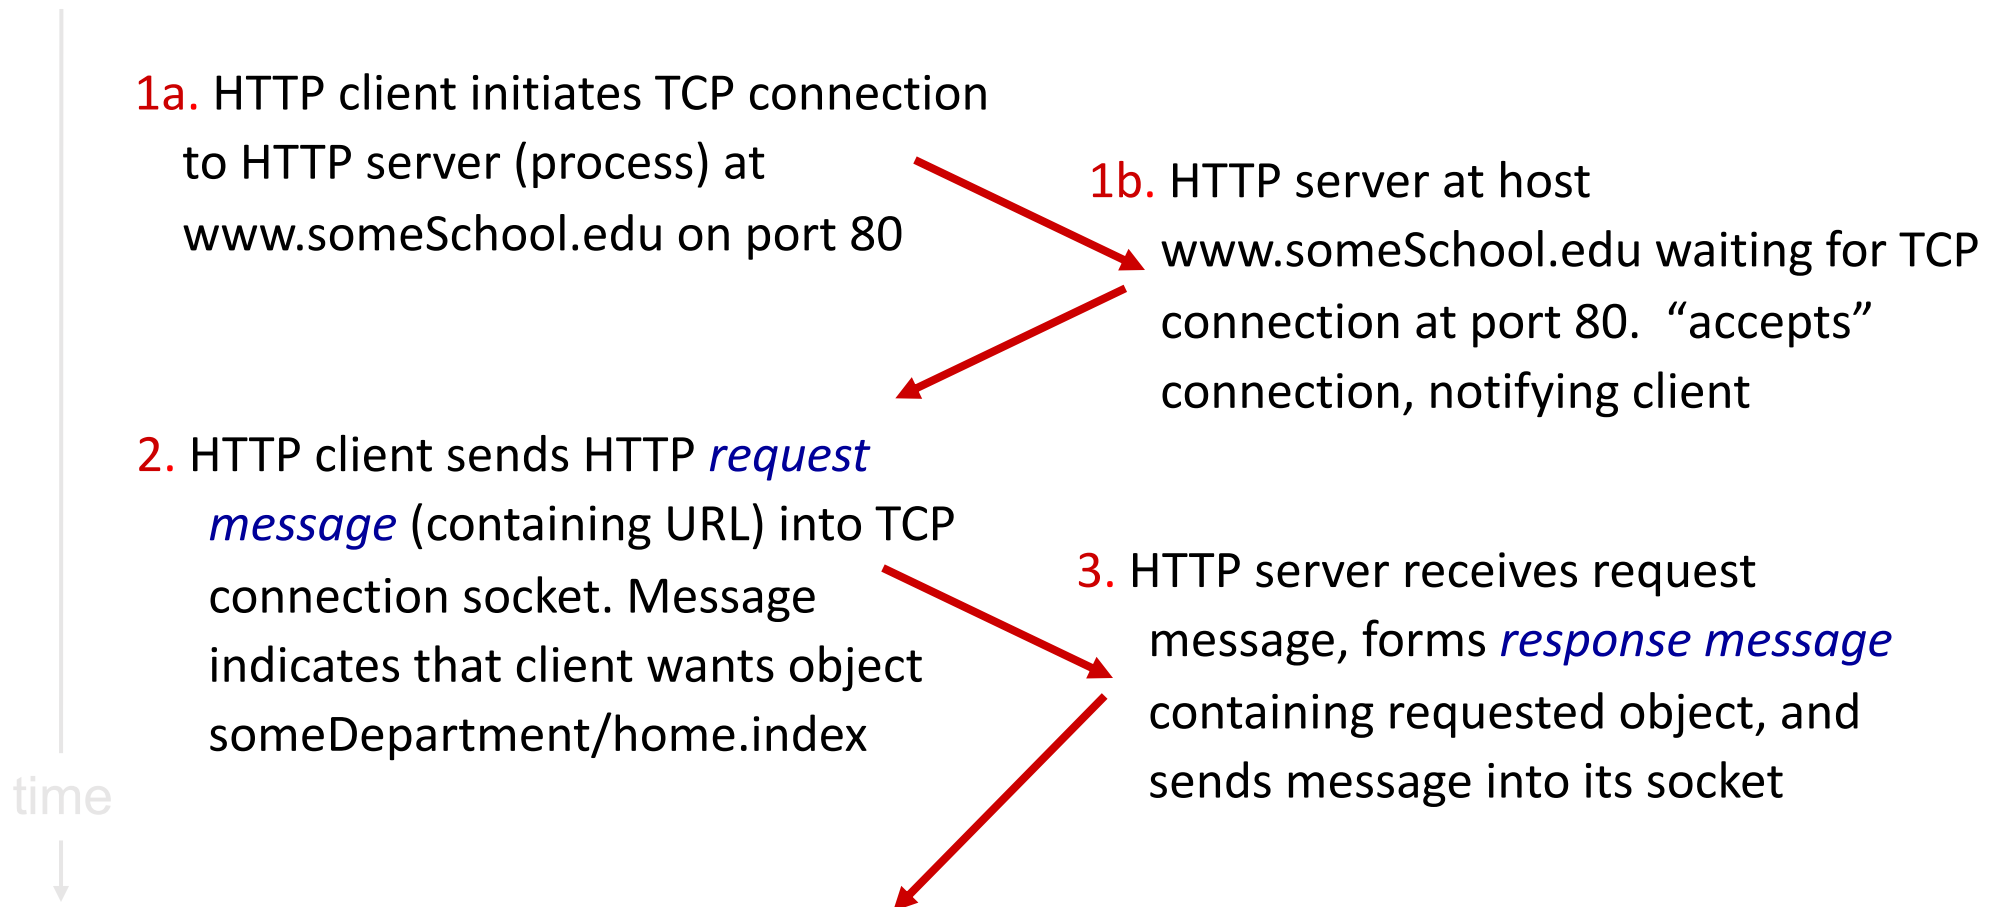 1a. HTTP client initiates TCP connection
to HTTP server (process) at
www.someSchool.edu on port 80
1b. HTTP server at host
www.someSchool.edu waiting for TCP
connection at port 80.  “accepts”
connection, notifying client
2. HTTP client sends HTTP request
message (containing URL) into TCP
connection socket. Message
indicates that client wants object
someDepartment/home.index
3. HTTP server receives request
message, forms response message
containing requested object, and
sends message into its socket
time